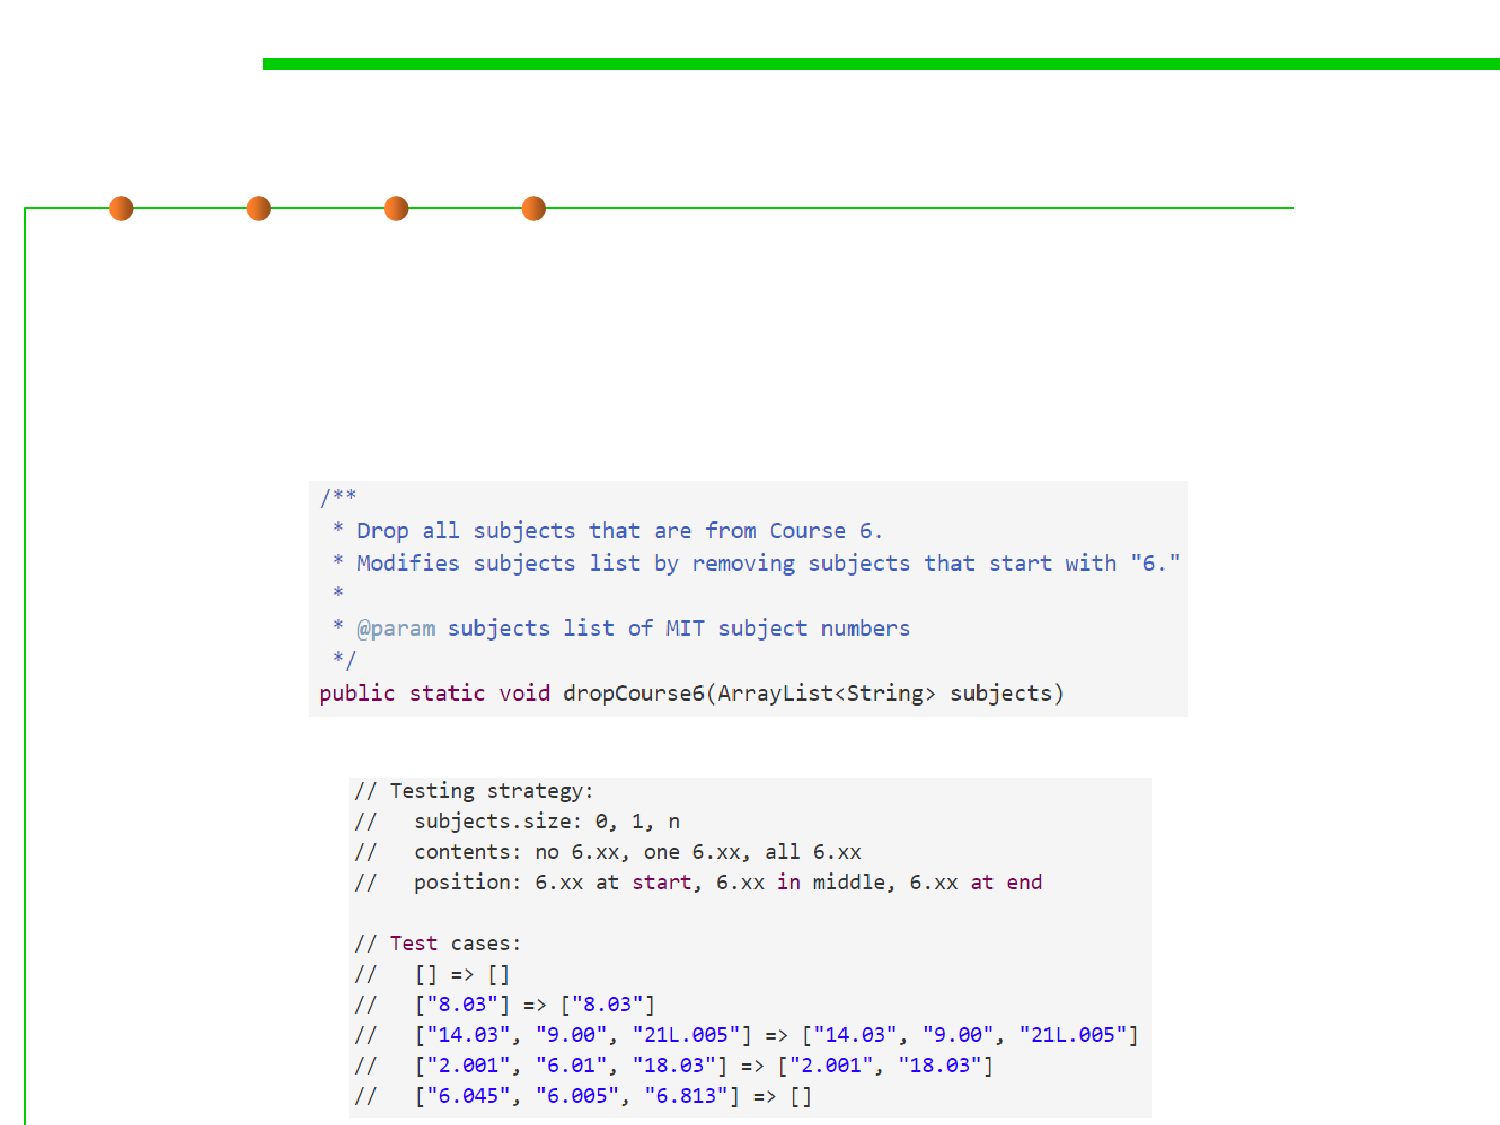 /**
 * Drop all subjects that are from Course 6.
 * Modifies subjects list by removing subjects that start with "6."
 *
 * @param subjects list of MIT subject numbers
 */
public static void dropCourse6(ArrayList<String> subjects)
// Testing strategy:
//   subjects.size: 0, 1, n
//   contents: no 6.xx, one 6.xx, all 6.xx
//   position: 6.xx at start, 6.xx in middle, 6.xx at end
// Test cases:
//   [] => []
//   ["8.03"] => ["8.03"]
//   ["14.03", "9.00", "21L.005"] => ["14.03", "9.00", "21L.005"]
//   ["2.001", "6.01", "18.03"] => ["2.001", "18.03"]
//   ["6.045", "6.005", "6.813"] => []